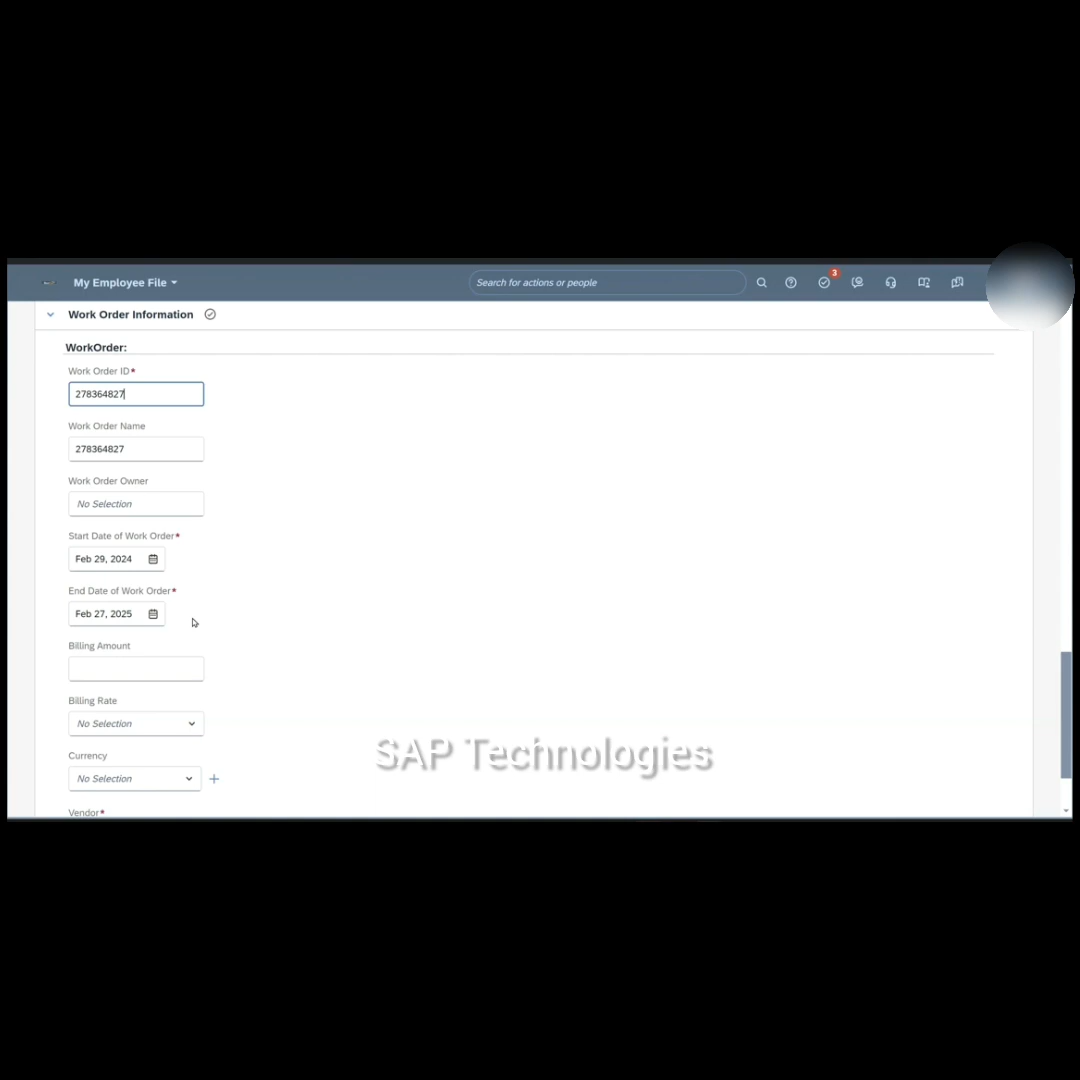 My Employee File
Search for actions or people
3
Work Order Information
WorkOrder:
Work Order ID*
278364827
Work Order Name
278364827
Work Order Owner
No Selection
Start Date of Work Order*
Feb 29, 2024
End Date of Work Order*
Feb 27, 2025
Billing Amount
Billing Rate
No Selection
Currency
No Selection
Vendor*
SAP Technologies